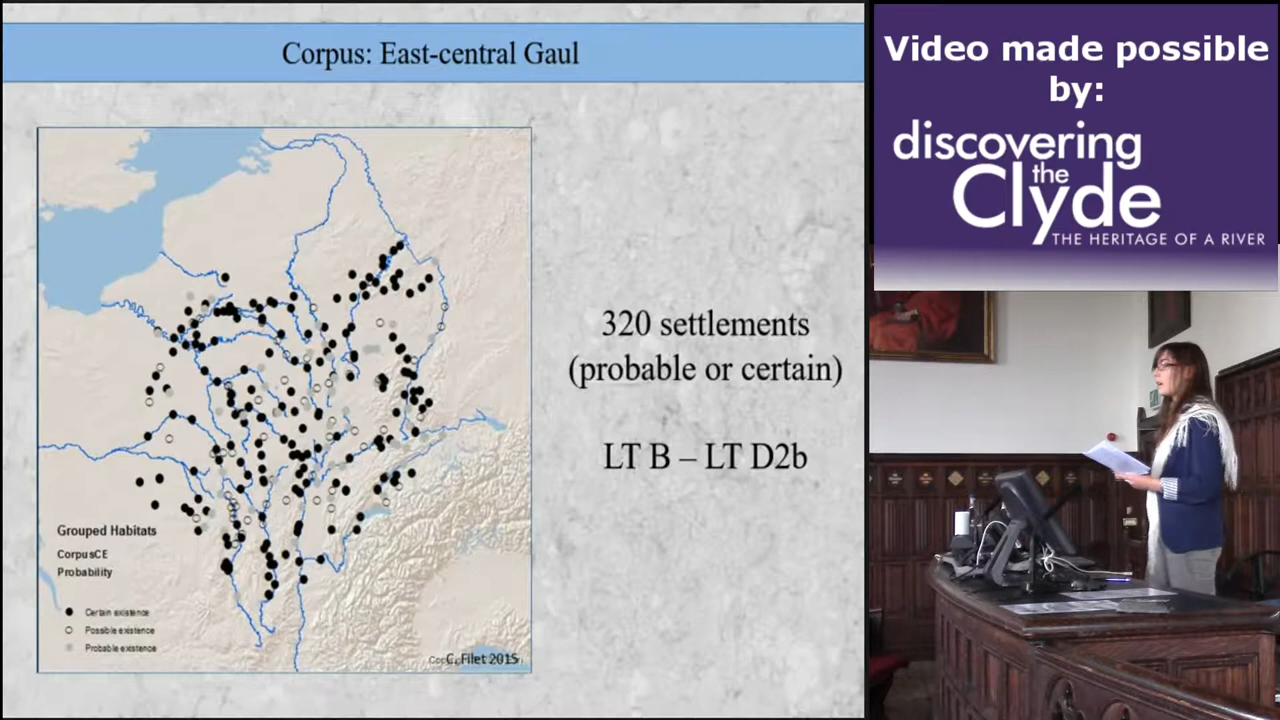 Corpus: East-central Gaul
320 settlements
(probable or certain)
LT B – LT D2b
Grouped Habitats
CorpusCE
Probability
Certain existence
Possible existence
Probable existence
C. Filet 2015
Video made possible
by:
discovering
the
Clyde
THE HERITAGE OF A RIVER